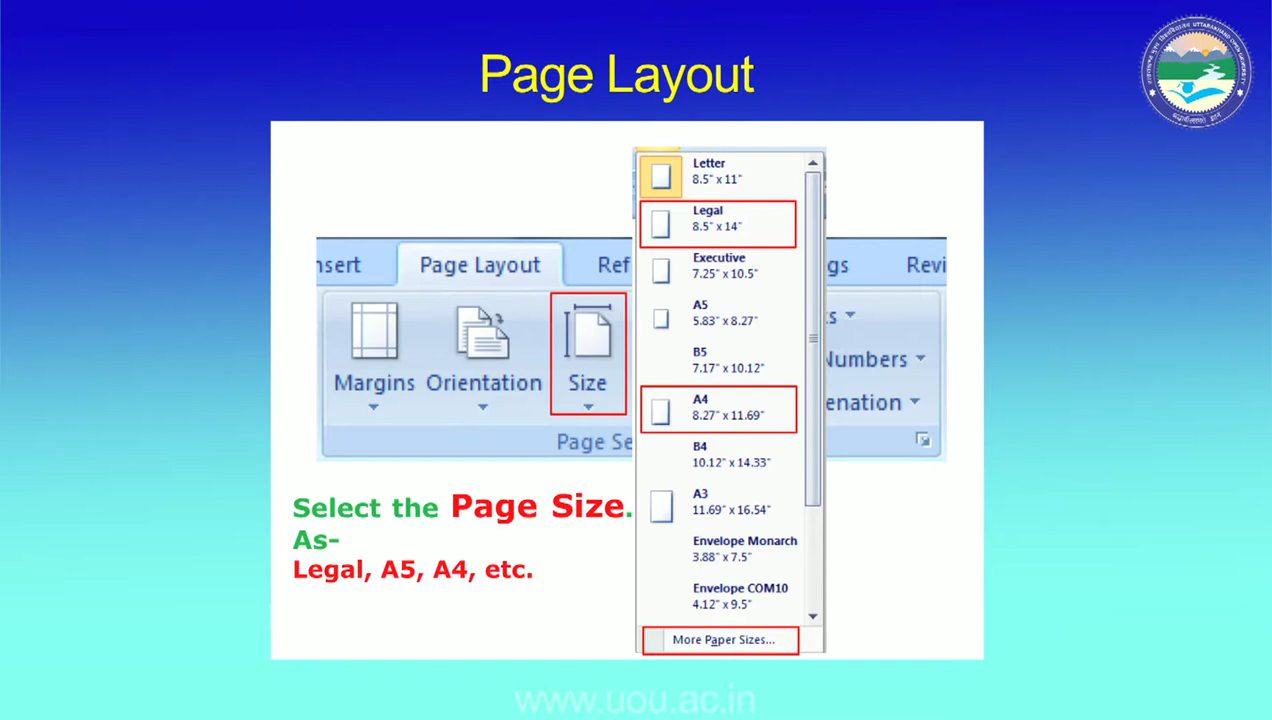 Page Layout
Letter
8.5" x 11"
Legal
8.5" x 14"
Executive
7.25" x 10.5"
A5
5.83" x 8.27"
B5
7.17" x 10.12"
A4
8.27" x 11.69"
B4
10.12" x 14.33"
A3
11.69" x 16.54"
Envelope Monarch
3.88" x 7.5"
Envelope COM10
4.12" x 9.5"
More Paper Sizes...
nsert Page Layout Ref gs Revi
Margins Orientation Size
s
Numbers
enation
Page Se
Select the Page Size.
As-
Legal, A5, A4, etc.
www.uou.ac.in